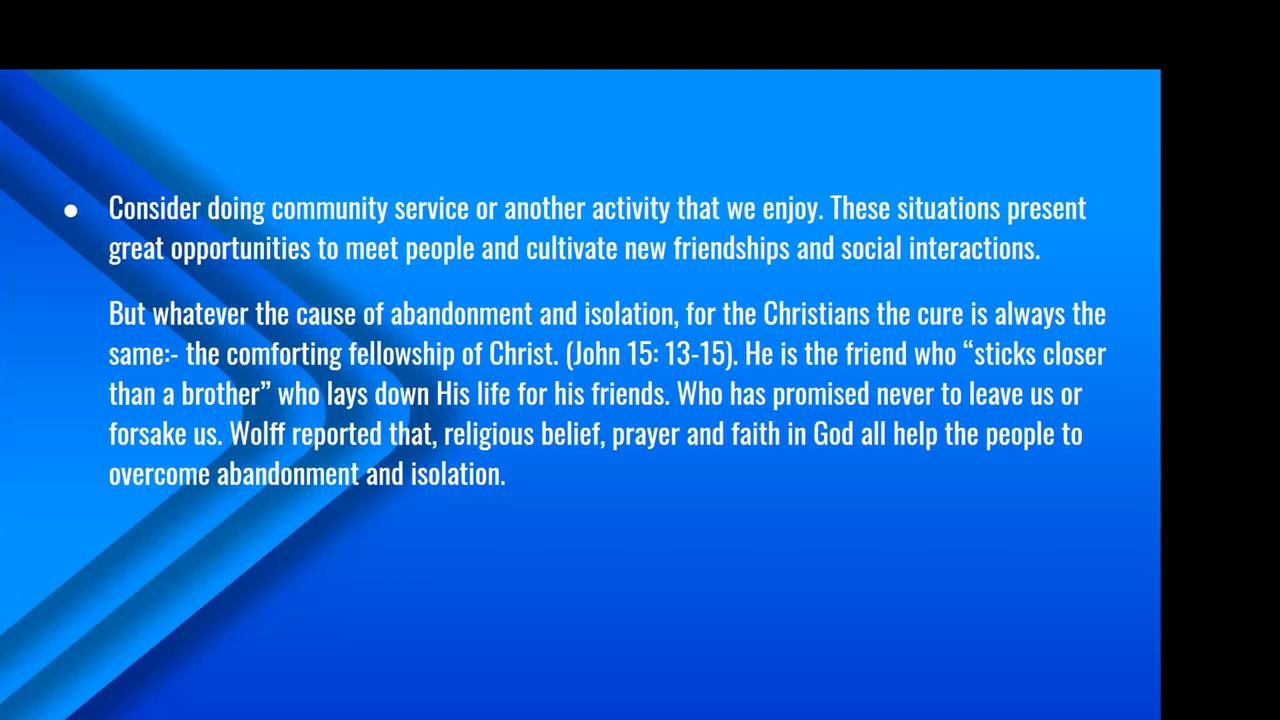 ● Consider doing community service or another activity that we enjoy. These situations present
great opportunities to meet people and cultivate new friendships and social interactions.
But whatever the cause of abandonment and isolation, for the Christians the cure is always the
same:- the comforting fellowship of Christ. (John 15: 13-15). He is the friend who “sticks closer
than a brother” who lays down His life for his friends. Who has promised never to leave us or
forsake us. Wolff reported that, religious belief, prayer and faith in God all help the people to
overcome abandonment and isolation.